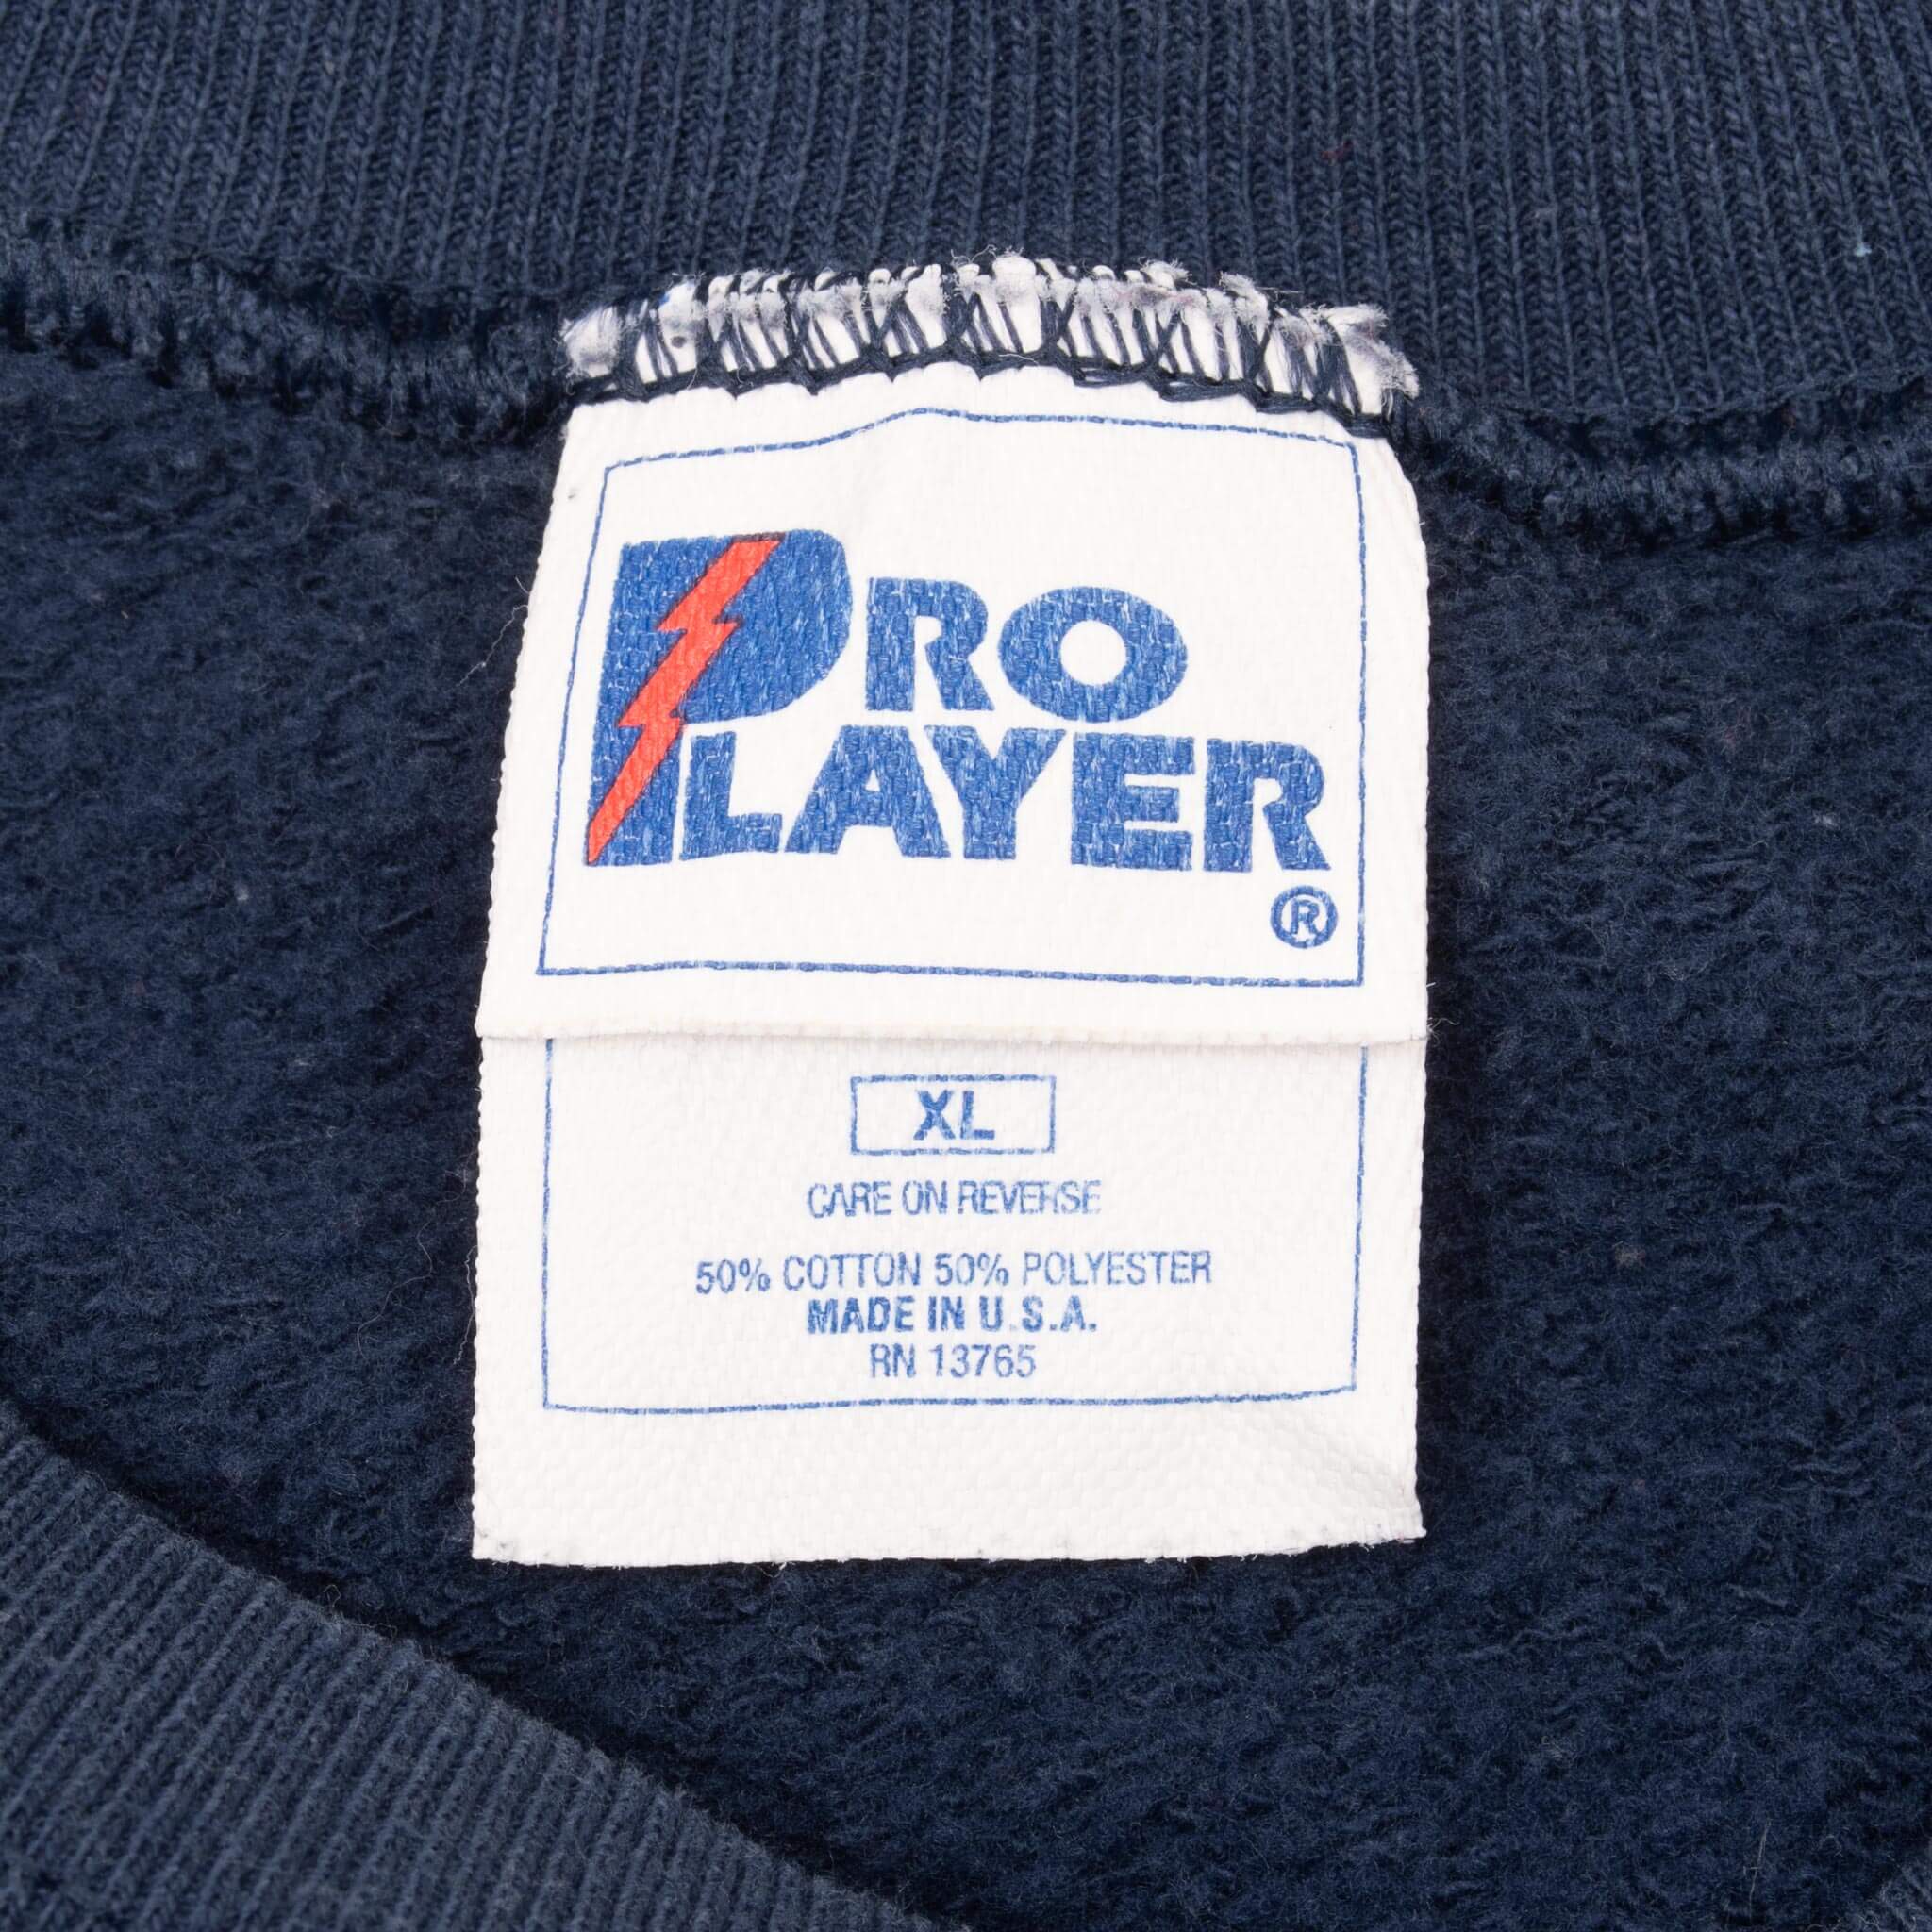 PRO
PLAYER
®
XL
CARE ON REVERSE
50% COTTON 50% POLYESTER
MADE IN U.S.A.
RN 13765